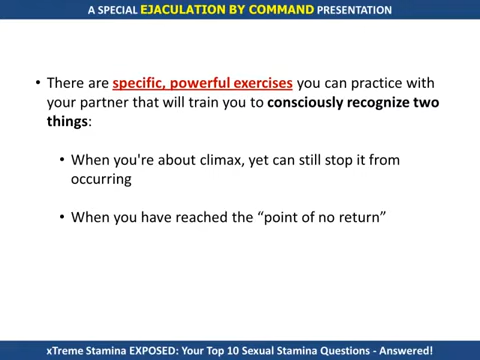 A SPECIAL EJACULATION BY COMMAND PRESENTATION
• There are specific, powerful exercises you can practice with
your partner that will train you to consciously recognize two
things:
• When you're about climax, yet can still stop it from
occurring
• When you have reached the “point of no return”
xTreme Stamina EXPOSED: Your Top 10 Sexual Stamina Questions - Answered!